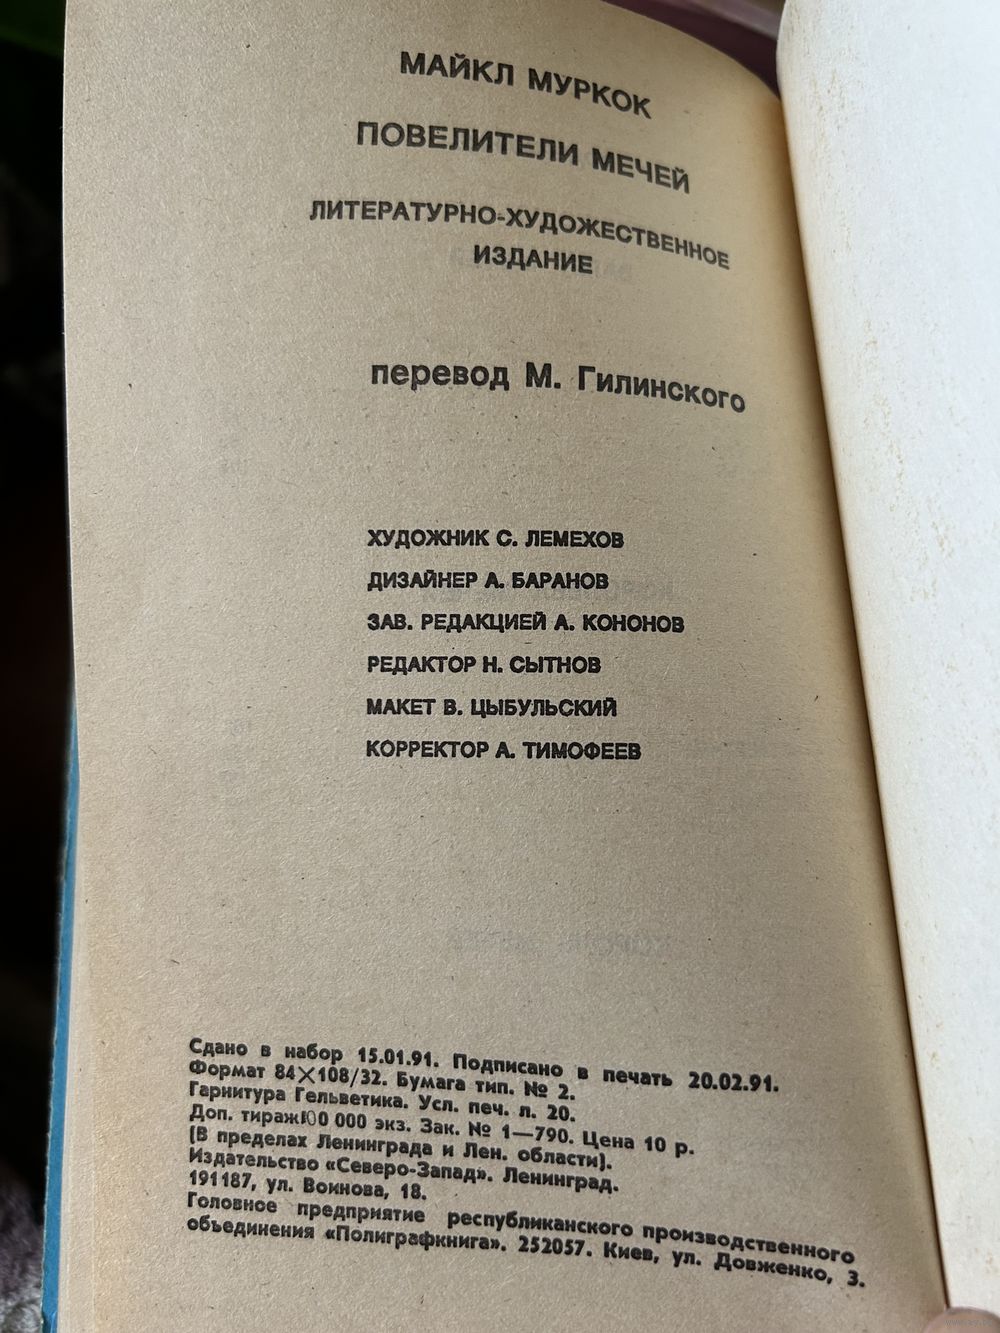 МАЙКЛ МУРКОК
ПОВЕЛИТЕЛИ МЕЧЕЙ
ЛИТЕРАТУРНО-ХУДОЖЕСТВЕННОЕ
ИЗДАНИЕ
перевод М. Гилинского
ХУДОЖНИК С. ЛЕМЕХОВ
ДИЗАЙНЕР А. БАРАНОВ
ЗАВ. РЕДАКЦИЕЙ А. КОНОНОВ
РЕДАКТОР Н. СЫТНОВ
МАКЕТ В. ЦЫБУЛЬСКИЙ
КОРРЕКТОР А. ТИМОФЕЕВ
Сдано в набор 15.01.91. Подписано в печать 20.02.91.
Формат 84×108/32. Бумага тип. № 2.
Гарнитура Гельветика. Усл. печ. л. 20.
Доп. тираж 100 000 экз. Зак. № 1—790. Цена 10 р.
(В пределах Ленинграда и Лен. области).
Издательство «Северо-Запад». Ленинград.
191187, ул. Воинова, 18.
Головное предприятие республиканского производственного
объединения «Полиграфкнига». 252057. Киев, ул. Довженко, 3.